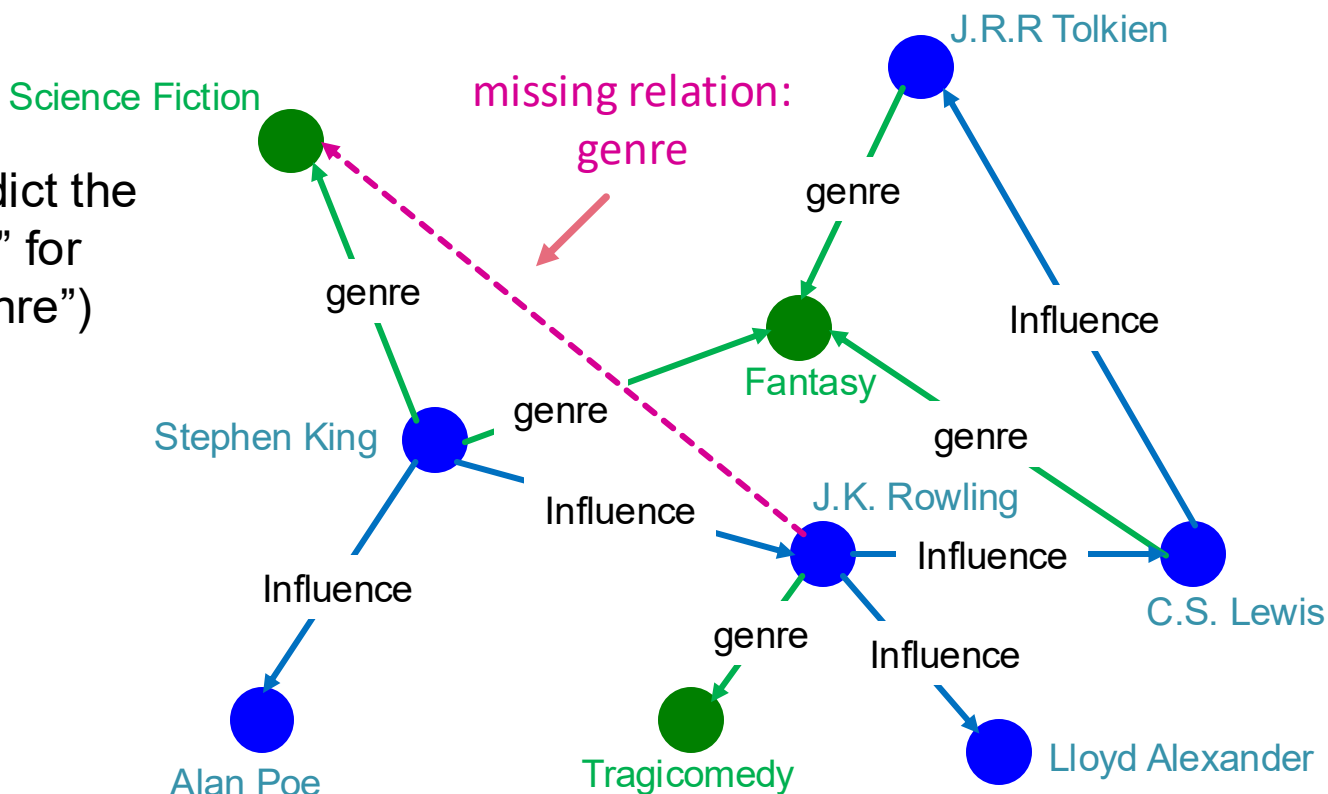 J.R.R Tolkien
Science Fiction
missing relation:
genre
dict the
” for
nre”)
genre
genre
Influence
Fantasy
genre
Stephen King
genre
J.K. Rowling
Influence
Influence
Influence
C.S. Lewis
genre
Influence
Lloyd Alexander
Tragicomedy
Alan Poe